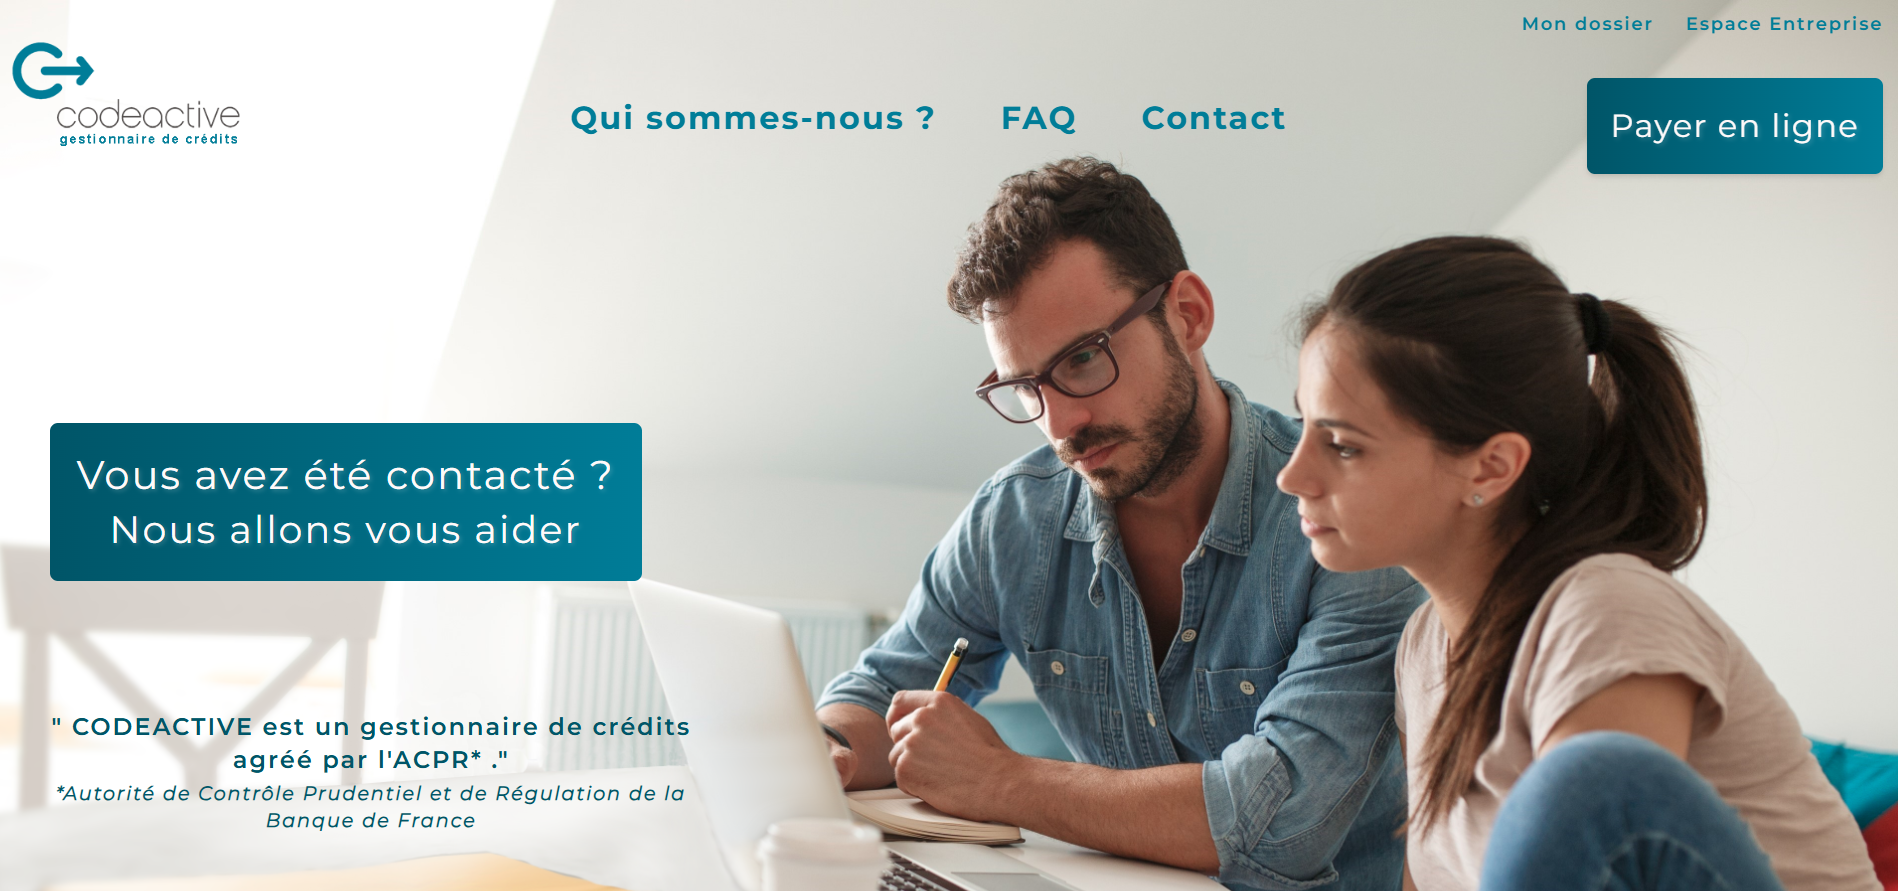 Mon dossier Espace Entreprise
codeactive
gestionnaire de crédits
Qui sommes-nous ? FAQ Contact
Payer en ligne
Vous avez été contacté ?
Nous allons vous aider
" CODEACTIVE est un gestionnaire de crédits
agréé par l'ACPR* ."
*Autorité de Contrôle Prudentiel et de Régulation de la
Banque de France